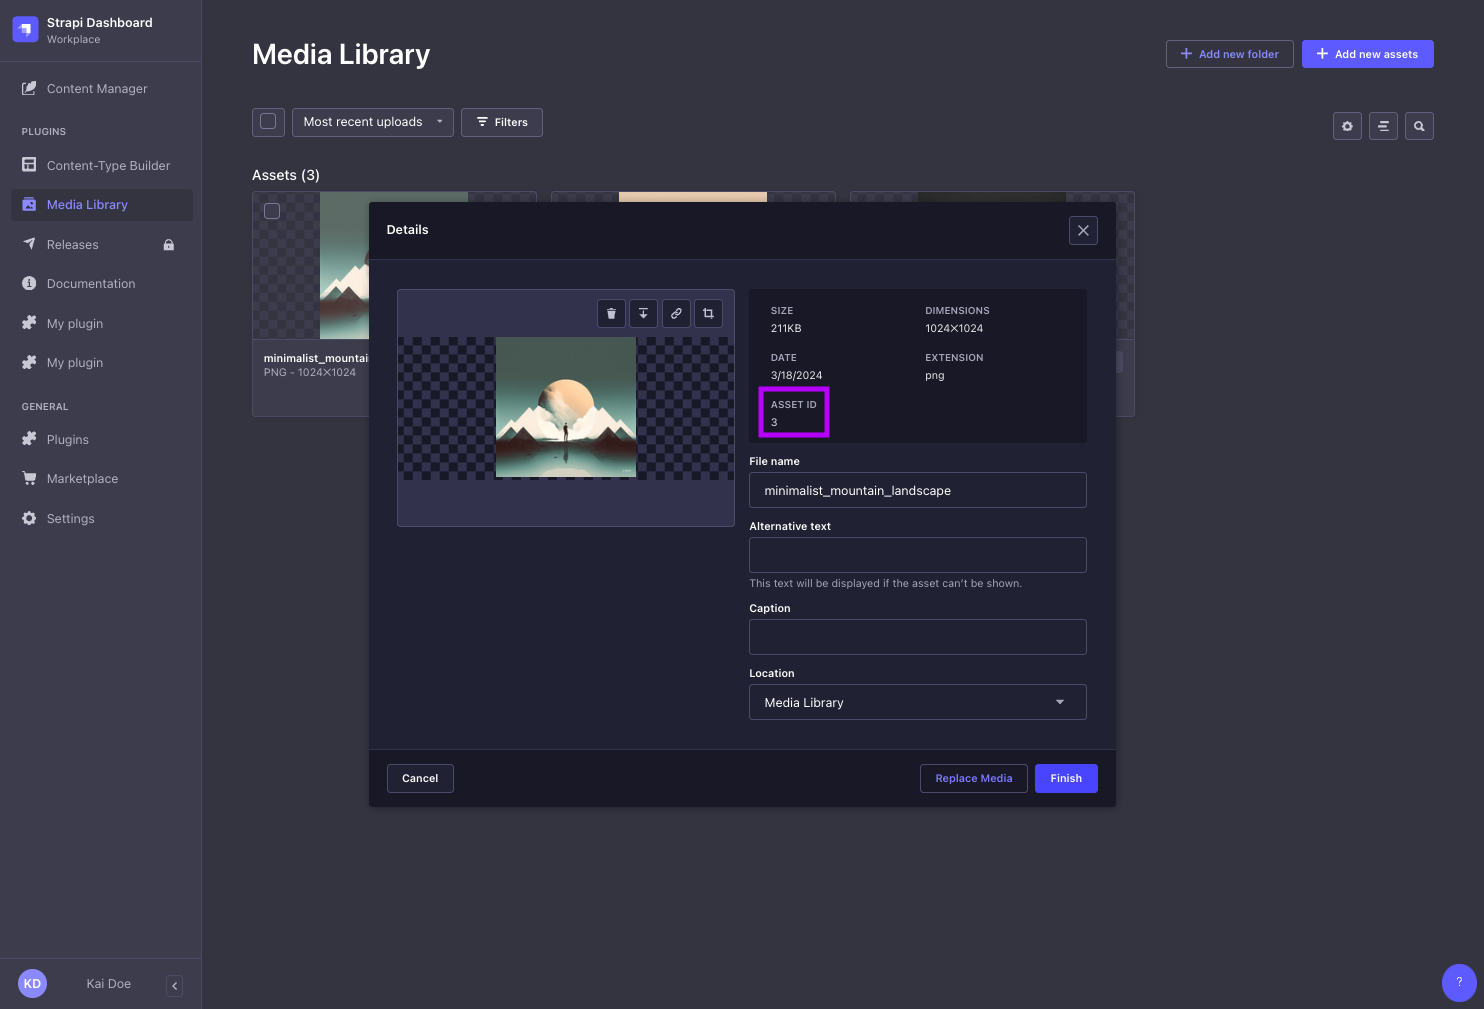 Strapi Dashboard
Workplace
Content Manager
PLUGINS
Content-Type Builder
Media Library
Releases
Documentation
My plugin
My plugin
GENERAL
Plugins
Marketplace
Settings
KD
Kai Doe
Media Library
Add new folder
Add new assets
Most recent uploads
Filters
Assets (3)
PNG - 1024✕1024
Details
SIZE
211KB
DIMENSIONS
1024✕1024
DATE
3/18/2024
EXTENSION
png
ASSET ID
3
File name
minimalist_mountain_landscape
Alternative text
This text will be displayed if the asset can't be shown.
Caption
Location
Media Library
Cancel
Replace Media
Finish
?